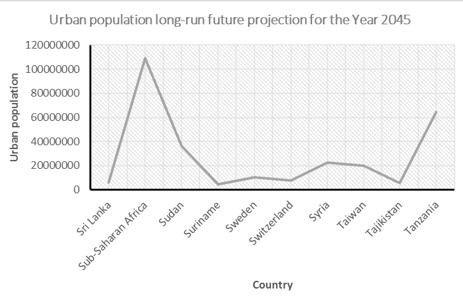 Urban population long-run future projection for the Year 2045
Urban population
120000000
100000000
80000000
60000000
40000000
20000000
0
Sri Lanka
Sub-Saharan Africa
Sudan
Suriname
Sweden
Switzerland
Syria
Taiwan
Tajikistan
Tanzania
Country